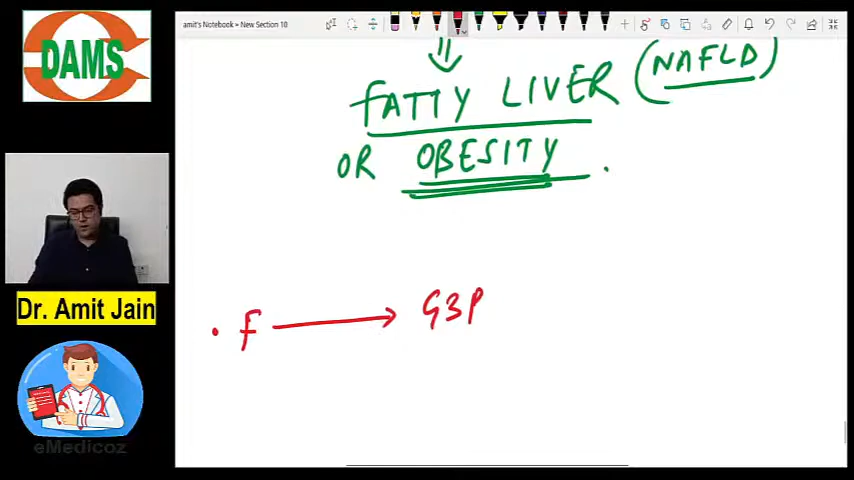 DAMS
amit's Notebook > New Section 10
FATTY LIVER (NAFLD)
OR OBESITY.
• F → G3P
Dr. Amit Jain
eMedicoz